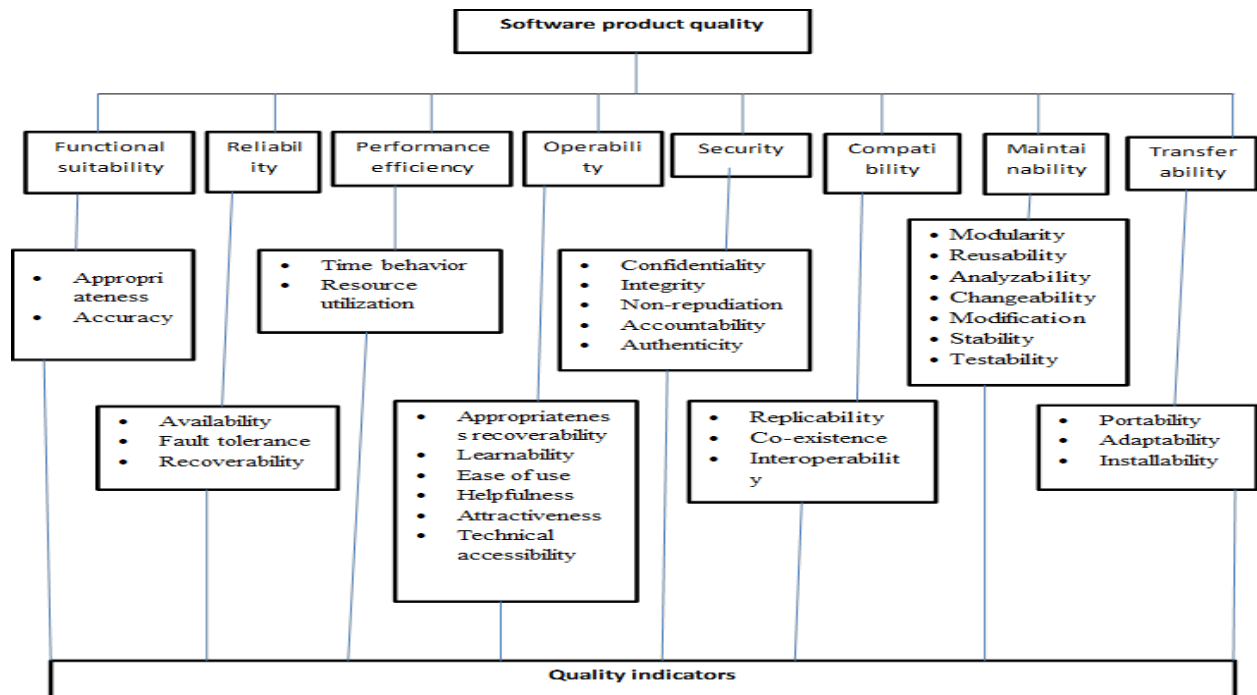 Software product quality
Functional
suitability
Reliabil
ity
Performance
efficiency
Operabili
ty
Security
Compati
bility
Maintai
nability
Transfer
ability
• Appropri
ateness
• Accuracy
• Time behavior
• Resource
utilization
• Confidentiality
• Integrity
• Non-repudiation
• Accountability
• Authenticity
• Modularity
• Reusability
• Analyzability
• Changeability
• Modification
• Stability
• Testability
• Availability
• Fault tolerance
• Recoverability
• Appropriatenes
s recoverability
• Learnability
• Ease of use
• Helpfulness
• Attractiveness
• Technical
accessibility
• Replicability
• Co-existence
• Interoperabilit
y
• Portability
• Adaptability
• Installability
Quality indicators